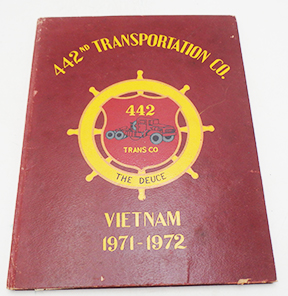 442ND TRANSPORTATION CO.
442
TRANS CO
THE DEUCE
VIETNAM
1971-1972